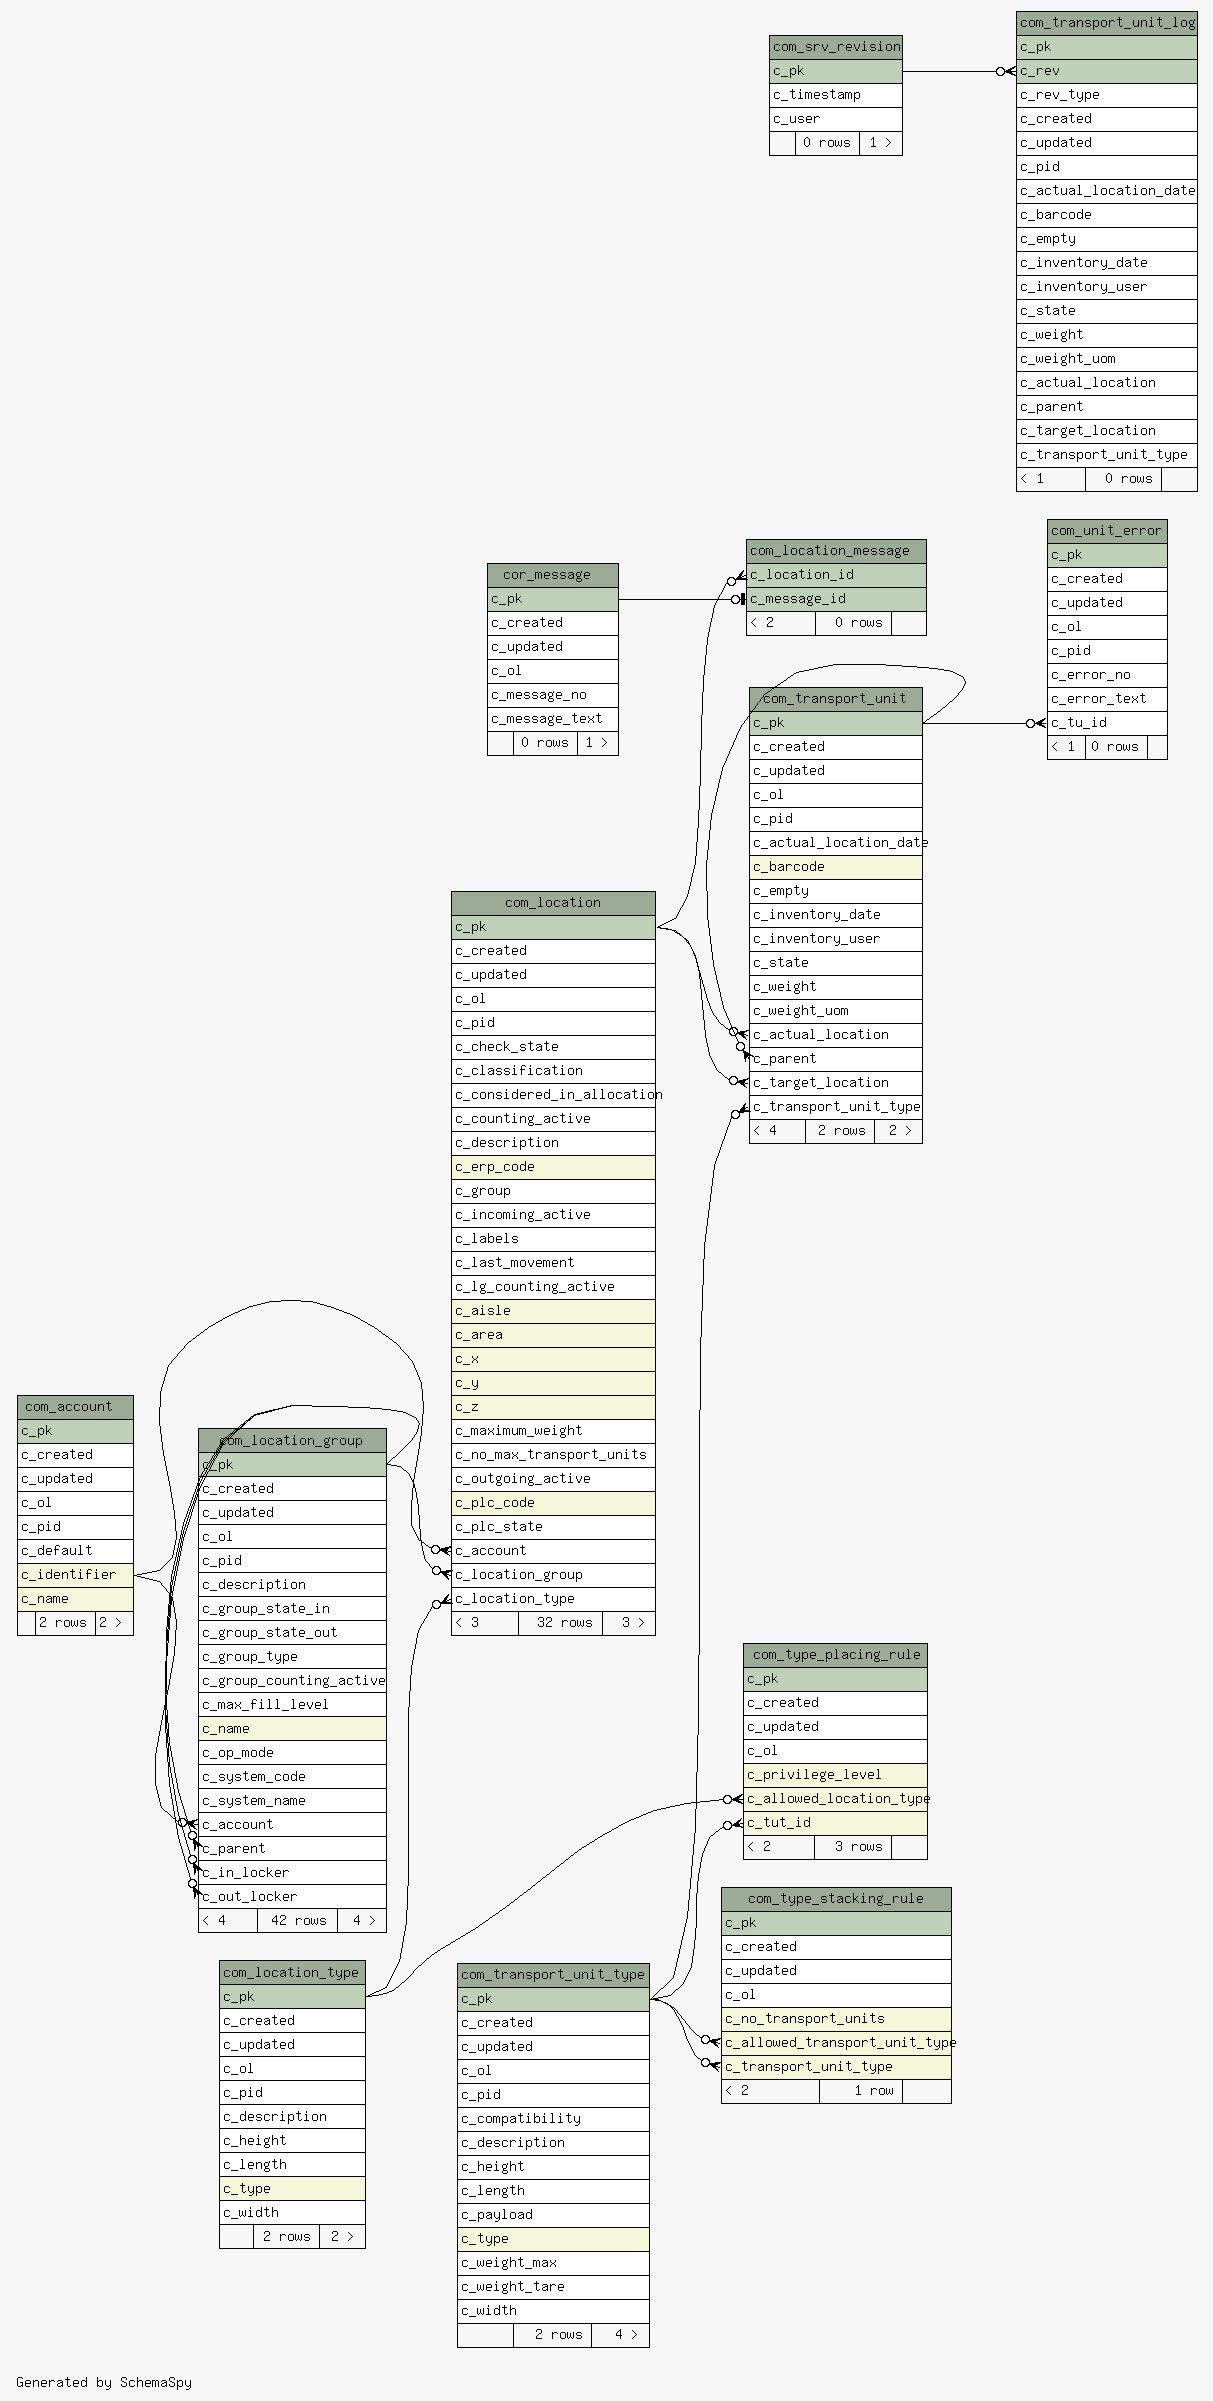 com_transport_unit_log
c_pk
c_rev
c_rev_type
c_created
c_updated
c_pid
c_actual_location_date
c_barcode
c_empty
c_inventory_date
c_inventory_user
c_state
c_weight
c_weight_uom
c_actual_location
c_parent
c_target_location
c_transport_unit_type
< 1 0 rows
com_srv_revision
c_pk
c_timestamp
c_user
0 rows 1 >
com_unit_error
c_pk
c_created
c_updated
c_ol
c_pid
c_error_no
c_error_text
c_tu_id
< 1 0 rows
com_location_message
c_location_id
c_message_id
< 2 0 rows
cor_message
c_pk
c_created
c_updated
c_ol
c_message_no
c_message_text
0 rows 1 >
com_transport_unit
c_pk
c_created
c_updated
c_ol
c_pid
c_actual_location_date
c_barcode
c_empty
c_inventory_date
c_inventory_user
c_state
c_weight
c_weight_uom
c_actual_location
c_parent
c_target_location
c_transport_unit_type
< 4 2 rows 2 >
com_location
c_pk
c_created
c_updated
c_ol
c_pid
c_check_state
c_classification
c_considered_in_allocation
c_counting_active
c_description
c_erp_code
c_group
c_incoming_active
c_labels
c_last_movement
c_lg_counting_active
c_aisle
c_area
c_x
c_y
c_z
c_maximum_weight
c_no_max_transport_units
c_outgoing_active
c_plc_code
c_plc_state
c_account
c_location_group
c_location_type
< 3 32 rows 3 >
com_account
c_pk
c_created
c_updated
c_ol
c_pid
c_default
c_identifier
c_name
2 rows 2 >
com_location_group
c_pk
c_created
c_updated
c_ol
c_pid
c_description
c_group_state_in
c_group_state_out
c_group_type
c_group_counting_active
c_max_fill_level
c_name
c_op_mode
c_system_code
c_system_name
c_account
c_parent
c_in_locker
c_out_locker
< 4 42 rows 4 >
com_type_placing_rule
c_pk
c_created
c_updated
c_ol
c_privilege_level
c_allowed_location_type
c_tut_id
< 2 3 rows
com_type_stacking_rule
c_pk
c_created
c_updated
c_ol
c_no_transport_units
c_allowed_transport_unit_type
c_transport_unit_type
< 2 1 row
com_location_type
c_pk
c_created
c_updated
c_ol
c_pid
c_description
c_height
c_length
c_type
c_width
2 rows 2 >
com_transport_unit_type
c_pk
c_created
c_updated
c_ol
c_pid
c_compatibility
c_description
c_height
c_length
c_payload
c_type
c_weight_max
c_weight_tare
c_width
2 rows 4 >
Generated by SchemaSpy